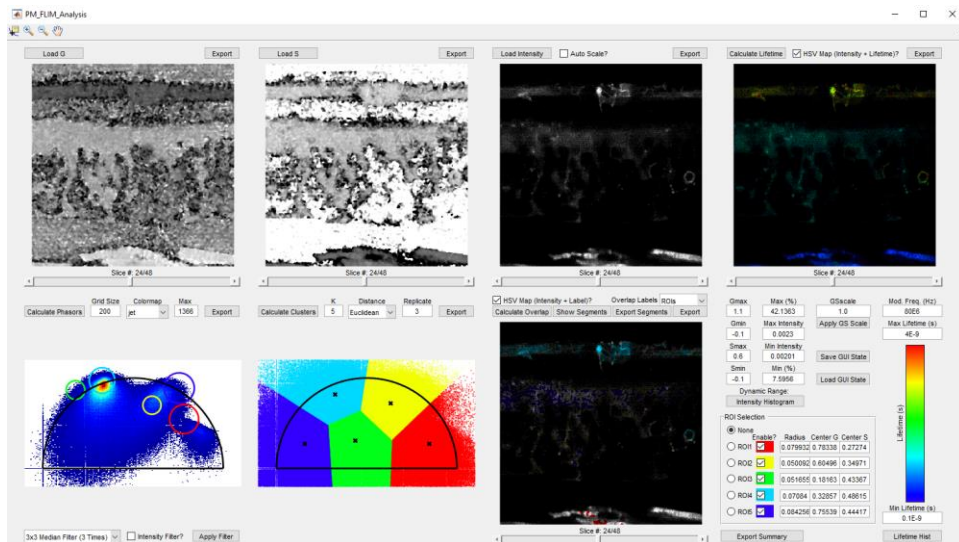 PM_FLIM_Analysis
Load G Export Load S Export Load Intensity Auto Scale? Export Calculate Lifetime HSV Map (Intensity + Lifetime)? Export
Slice #: 24/48 Slice #: 24/48 Slice #: 24/48 Slice #: 24/48
Grid Size Colormap Max
Calculate Phasors 200 jet 1366 Export
K Distance Replicate
Calculate Clusters 5 Euclidean 3 Export
HSV Map (Intensity + Label)? Overlap Labels ROIs
Calculate Overlap Show Segments Export Segments Export
Gmax Max (%) GSscale Mod. Freq. (Hz)
1.1 42.1363 1.0 80E6
Gmin Max Intensity Apply GS Scale Max Lifetime (s)
-0.1 0.0023 4E-9
Smax Min Intensity
0.6 0.00201 Save GUI State
Smin Min (%)
-0.1 7.5956 Load GUI State
Dynamic Range:
Intensity Histogram
Lifetime (s)
ROI Selection
None
Enable? Radius Center G Center S
ROI1 0.079932 0.78338 0.27274
ROI2 0.050092 0.60496 0.34971
ROI3 0.051655 0.18163 0.43367
ROI4 0.07084 0.32857 0.48615
ROI5 0.084256 0.75539 0.44417
Min Lifetime (s)
0.1E-9
3x3 Median Filter (3 Times) Intensity Filter? Apply Filter
Export Summary Lifetime Hist